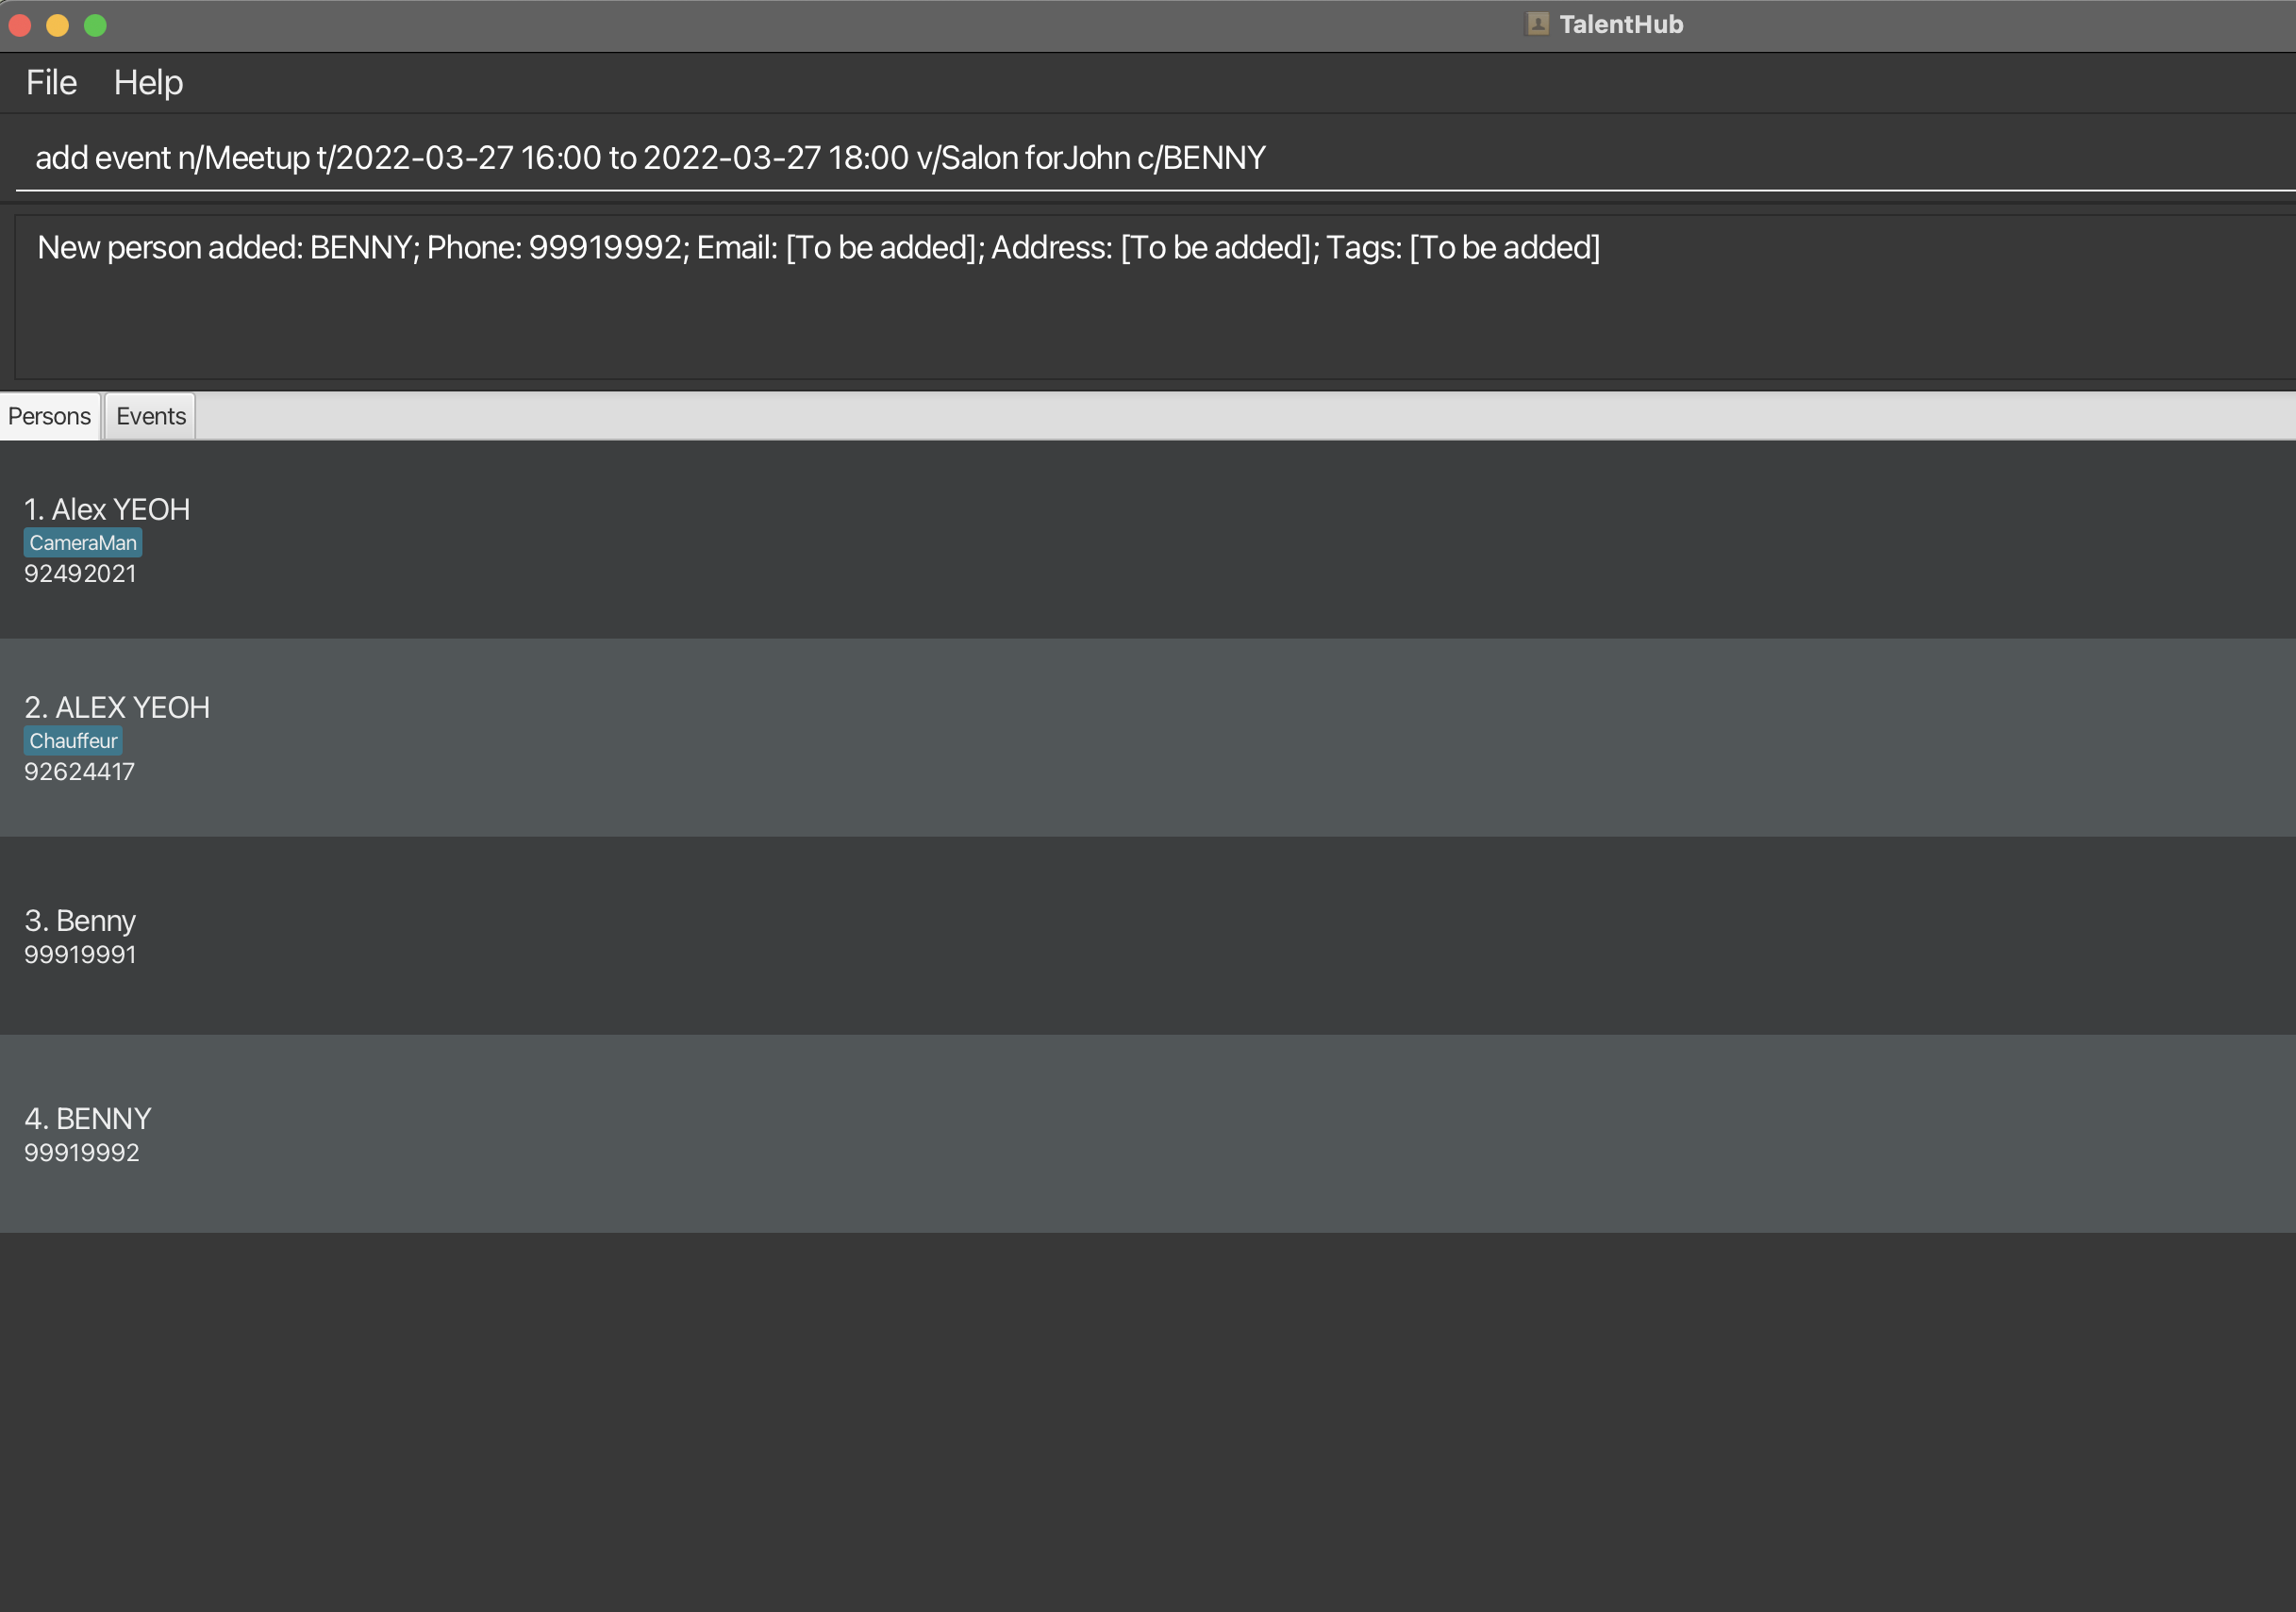 TalentHub
File Help
add event n/Meetup t/2022-03-27 16:00 to 2022-03-27 18:00 v/Salon forJohn c/BENNY
New person added: BENNY; Phone: 99919992; Email: [To be added]; Address: [To be added]; Tags: [To be added]
Persons Events
1. Alex YEOH
CameraMan
92492021
2. ALEX YEOH
Chauffeur
92624417
3. Benny
99919991
4. BENNY
99919992